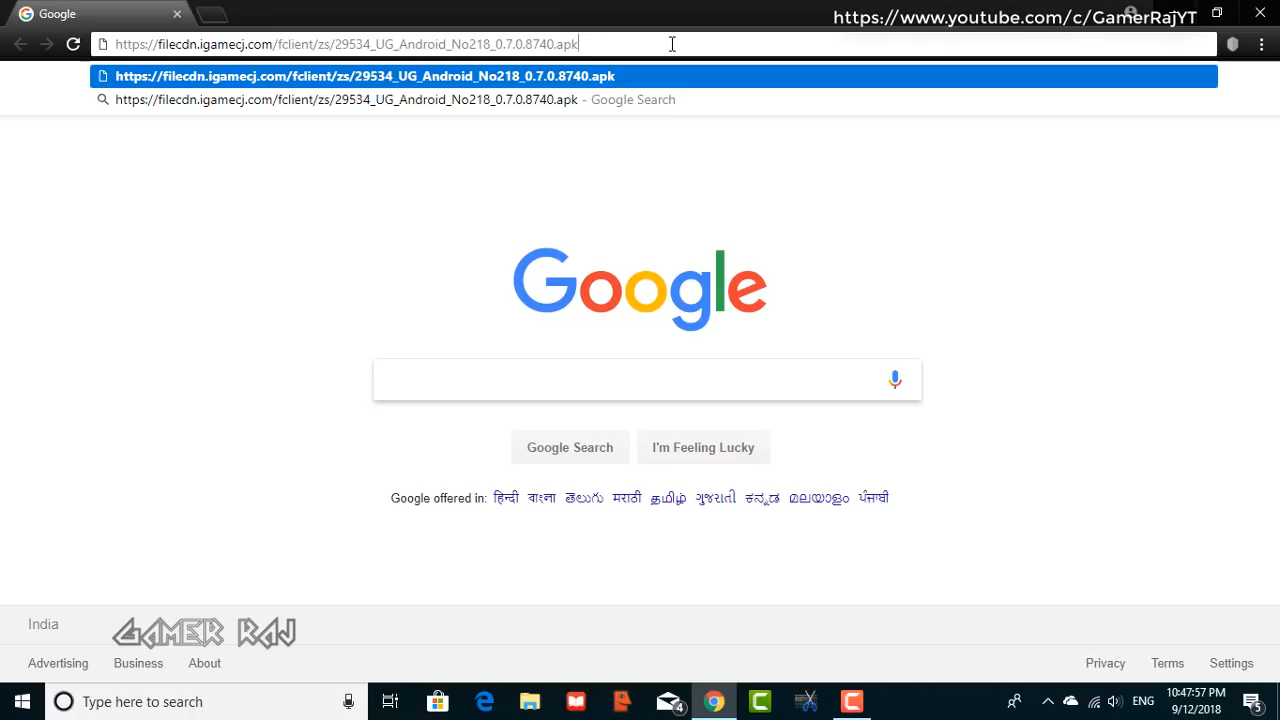 Google
https://www.youtube.com/c/GamerRajYT
https://filecdn.igamecj.com/fclient/zs/29534_UG_Android_No218_0.7.0.8740.apk
https://filecdn.igamecj.com/fclient/zs/29534_UG_Android_No218_0.7.0.8740.apk
https://filecdn.igamecj.com/fclient/zs/29534_UG_Android_No218_0.7.0.8740.apk - Google Search
Google
Google Search I'm Feeling Lucky
Google offered in: हिन्दी বাংলা తెలుగు मराठी தமிழ் ગુજરાતી ಕನ್ನಡ മലയാളം ਪੰਜਾਬੀ
India
GAMER RAJ
Advertising Business About Privacy Terms Settings
Type here to search 4 ENG 10:47:57 PM
9/12/2018 5